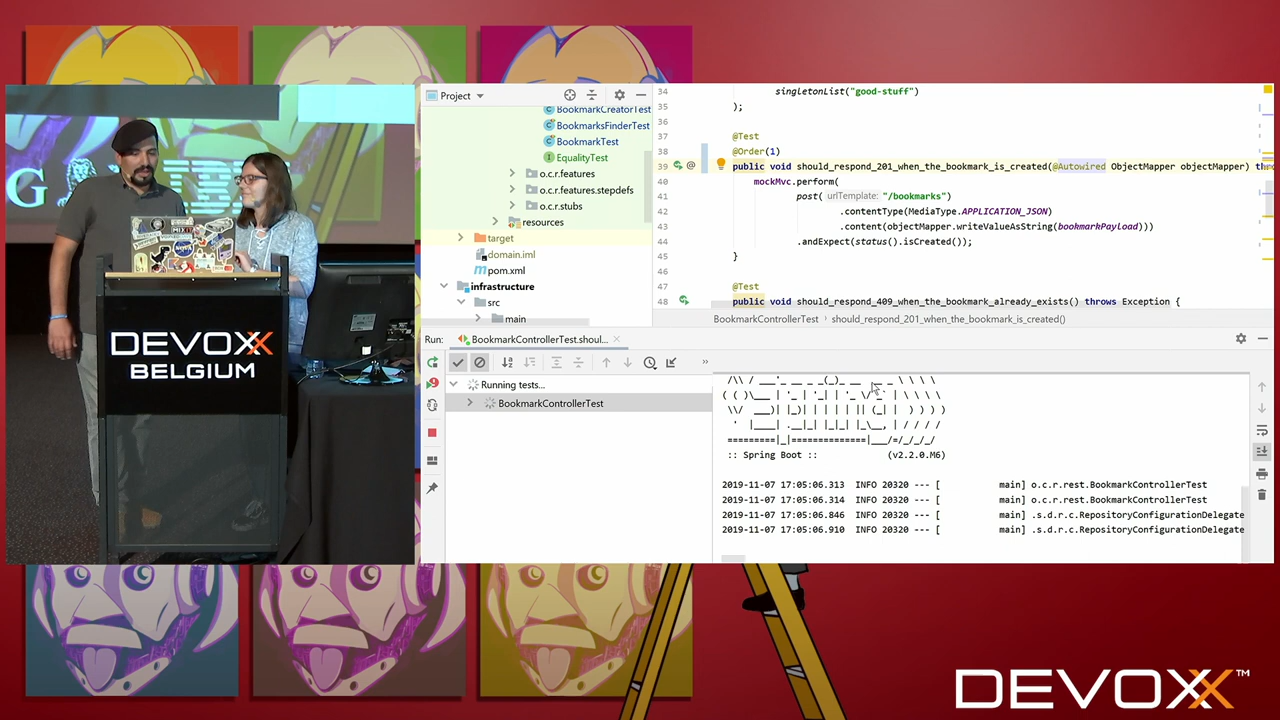 G
DEVOXX
BELGIUM
Project
BookmarkCreatorTest
BookmarksFinderTest
BookmarkTest
EqualityTest
o.c.r.features
o.c.r.features.stepdefs
o.c.r.stubs
resources
target
domain.iml
pom.xml
infrastructure
src
main
34 singletonList("good-stuff")
35 );
36
37 @Test
38 @Order(1)
39 public void should_respond_201_when_the_bookmark_is_created(@Autowired ObjectMapper objectMapper) thr
40 mockMvc.perform(
41 post( urlTemplate: "/bookmarks")
42 .contentType(MediaType.APPLICATION_JSON)
43 .content(objectMapper.writeValueAsString(bookmarkPayload)))
44 .andExpect(status().isCreated());
45 }
46
47 @Test
48 public void should_respond_409_when_the_bookmark_already_exists() throws Exception {
BookmarkControllerTest › should_respond_201_when_the_bookmark_is_created()
Run: BookmarkControllerTest.shoul...
Running tests...
BookmarkControllerTest
:: Spring Boot :: (v2.2.0.M6)
2019-11-07 17:05:06.313 INFO 20320 --- [ main] o.c.r.rest.BookmarkControllerTest
2019-11-07 17:05:06.314 INFO 20320 --- [ main] o.c.r.rest.BookmarkControllerTest
2019-11-07 17:05:06.846 INFO 20320 --- [ main] .s.d.r.c.RepositoryConfigurationDelegate
2019-11-07 17:05:06.910 INFO 20320 --- [ main] .s.d.r.c.RepositoryConfigurationDelegate
DEVOXX™